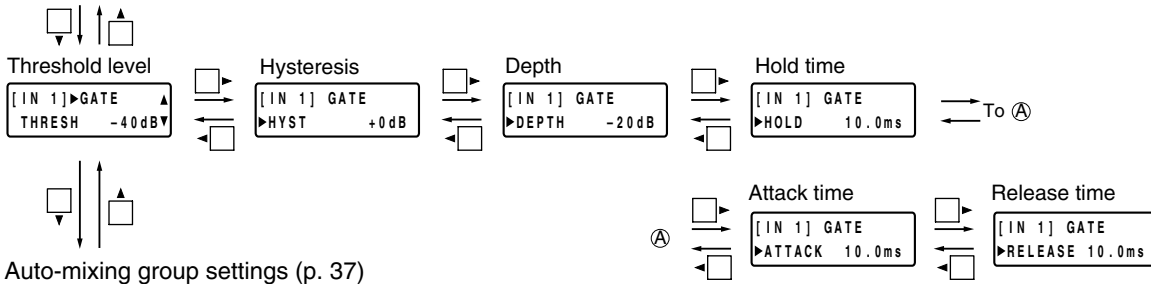 Threshold level
[IN 1]▶GATE ▲
THRESH -40dB▼
Hysteresis
[IN 1] GATE
▶HYST +0dB
Depth
[IN 1] GATE
▶DEPTH -20dB
Hold time
[IN 1] GATE
▶HOLD 10.0ms
To Ⓐ
Ⓐ
Attack time
[IN 1] GATE
▶ATTACK 10.0ms
Release time
[IN 1] GATE
▶RELEASE 10.0ms
Auto-mixing group settings (p. 37)